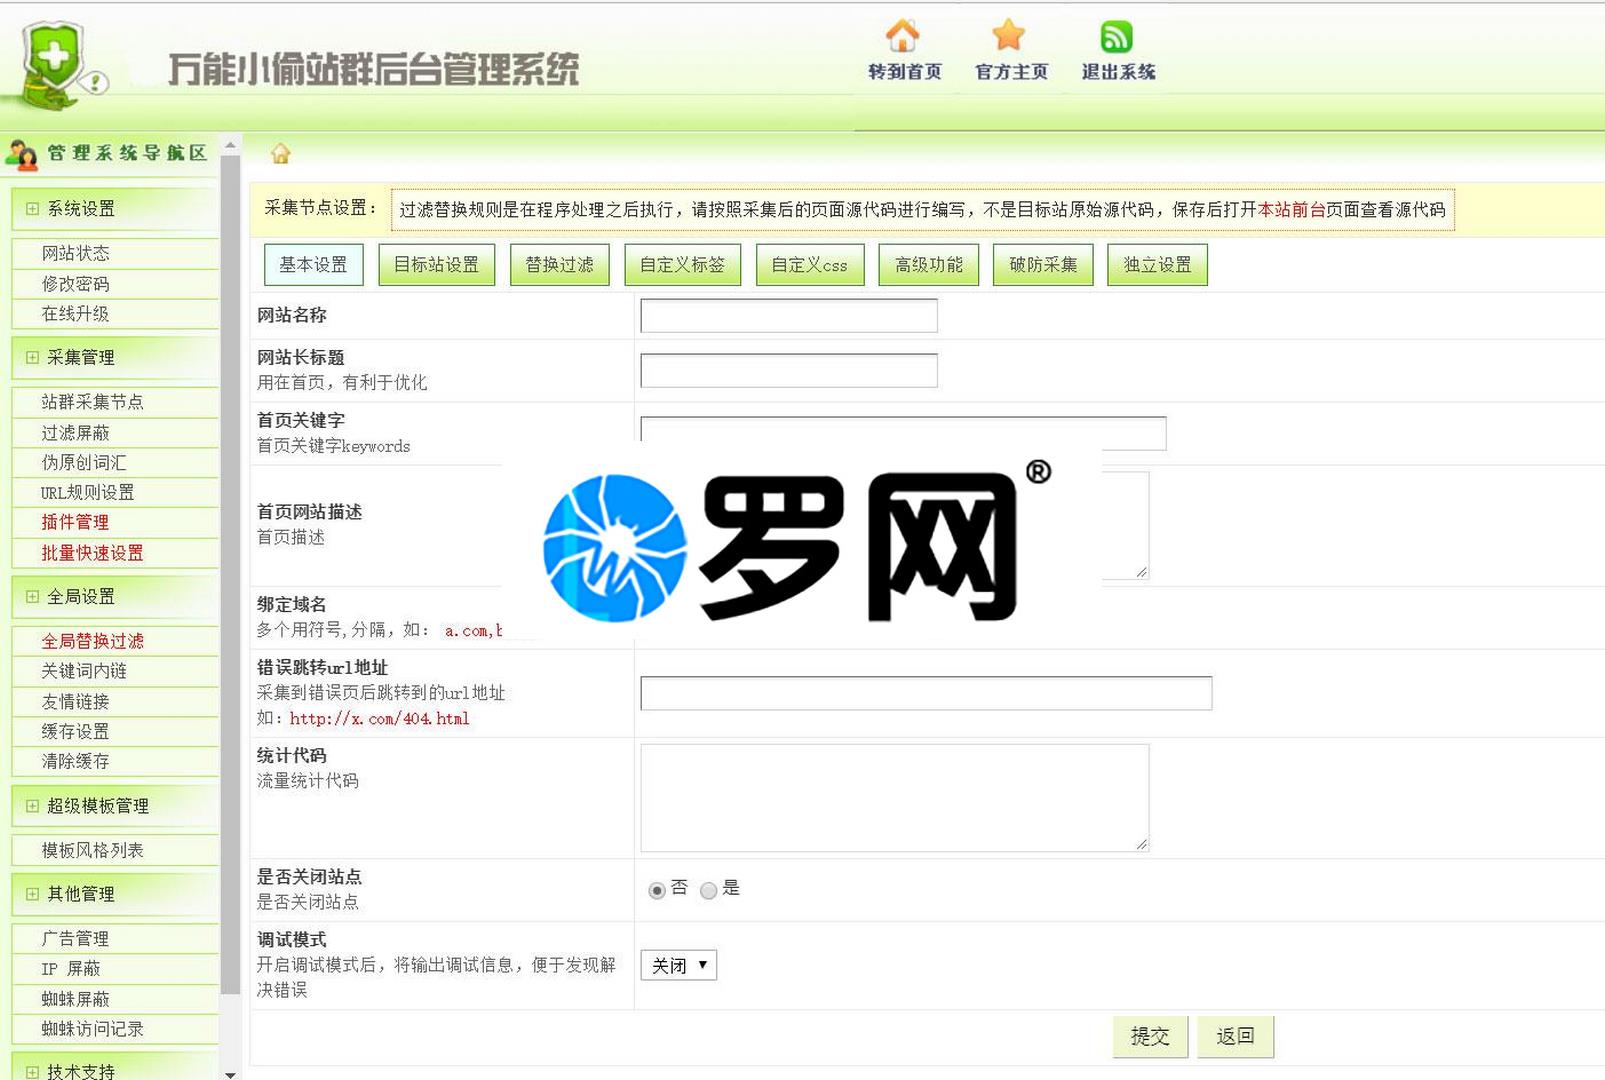 万能小偷站群后台管理系统
转到首页 官方主页 退出系统
管理系统导航区
系统设置
网站状态
修改密码
在线升级
采集管理
站群采集节点
过滤屏蔽
伪原创词汇
URL规则设置
插件管理
批量快速设置
全局设置
全局替换过滤
关键词内链
友情链接
缓存设置
清除缓存
超级模板管理
模板风格列表
其他管理
广告管理
IP 屏蔽
蜘蛛屏蔽
蜘蛛访问记录
技术支持
采集节点设置： 过滤替换规则是在程序处理之后执行，请按照采集后的页面源代码进行编写，不是目标站原始源代码，保存后打开本站前台页面查看源代码
基本设置 目标站设置 替换过滤 自定义标签 自定义css 高级功能 破防采集 独立设置
网站名称
网站长标题
用在首页，有利于优化
首页关键字
首页关键字keywords
首页网站描述
首页描述
罗网®
绑定域名
多个用符号,分隔，如： a.com,
错误跳转url地址
采集到错误页后跳转到的url地址
如：http://x.com/404.html
统计代码
流量统计代码
是否关闭站点
是否关闭站点
否 是
调试模式
开启调试模式后，将输出调试信息，便于发现解
决错误
关闭
提交 返回